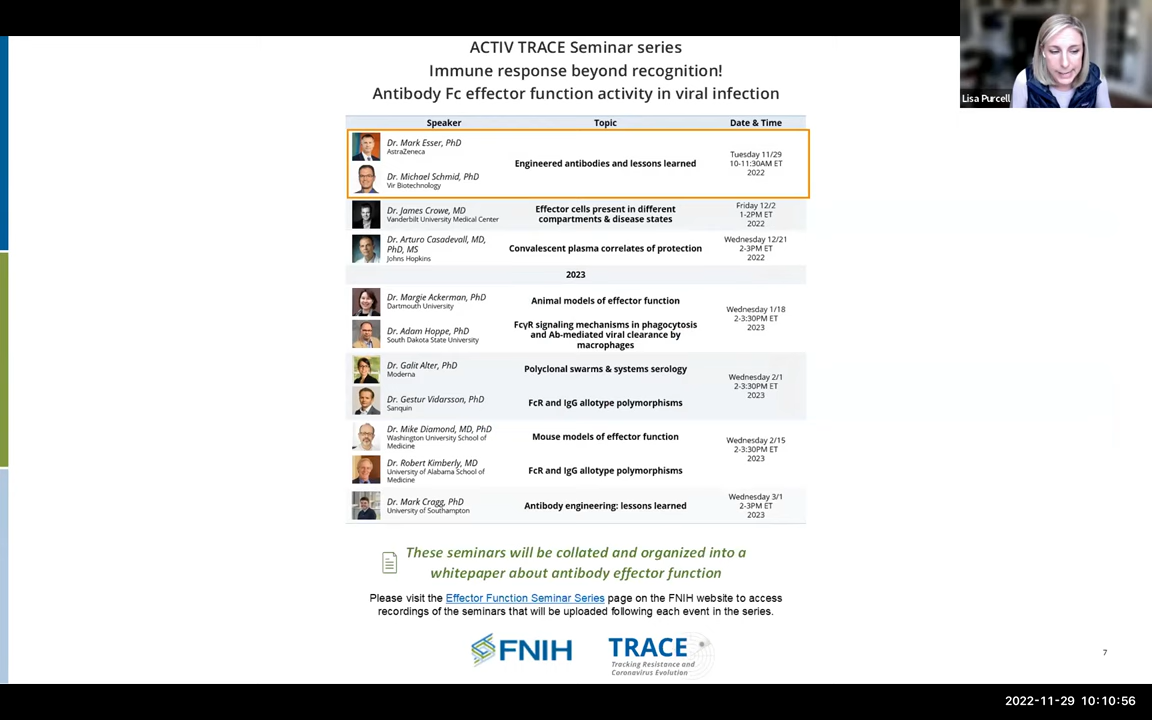 ACTIV TRACE Seminar series
Immune response beyond recognition!
Antibody Fc effector function activity in viral infection
Lisa Purcell
Speaker Topic Date & Time
Dr. Mark Esser, PhD
AstraZeneca
Dr. Michael Schmid, PhD
Vir Biotechnology
Engineered antibodies and lessons learned
Tuesday 11/29
10-11:30AM ET
2022
Dr. James Crowe, MD
Vanderbilt University Medical Center
Effector cells present in different
compartments & disease states
Friday 12/2
1-2PM ET
2022
Dr. Arturo Casadevall, MD,
PhD, MS
Johns Hopkins
Convalescent plasma correlates of protection
Wednesday 12/21
2-3PM ET
2022
2023
Dr. Margie Ackerman, PhD
Dartmouth University
Animal models of effector function
Dr. Adam Hoppe, PhD
South Dakota State University
FcγR signaling mechanisms in phagocytosis
and Ab-mediated viral clearance by
macrophages
Wednesday 1/18
2-3:30PM ET
2023
Dr. Galit Alter, PhD
Moderna
Polyclonal swarms & systems serology
Dr. Gestur Vidarsson, PhD
Sanquin
FcR and IgG allotype polymorphisms
Wednesday 2/1
2-3:30PM ET
2023
Dr. Mike Diamond, MD, PhD
Washington University School of
Medicine
Mouse models of effector function
Dr. Robert Kimberly, MD
University of Alabama School of
Medicine
FcR and IgG allotype polymorphisms
Wednesday 2/15
2-3:30PM ET
2023
Dr. Mark Cragg, PhD
University of Southampton
Antibody engineering: lessons learned
Wednesday 3/1
2-3PM ET
2023
These seminars will be collated and organized into a
whitepaper about antibody effector function
Please visit the Effector Function Seminar Series page on the FNIH website to access
recordings of the seminars that will be uploaded following each event in the series.
FNIH
TRACE
Tracking Resistance and
Coronavirus Evolution
7
2022-11-29 10:10:56